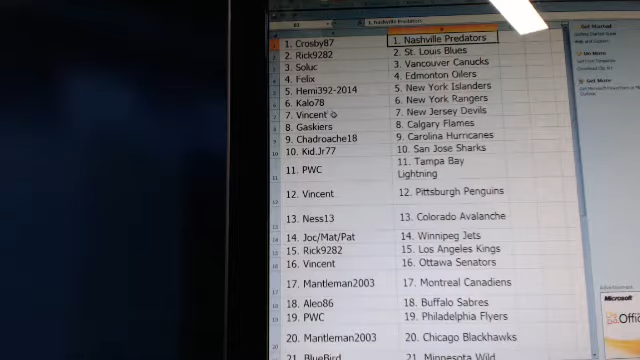 1. Nashville Predators
1. Crosby87 1. Nashville Predators
2. Rick9282 2. St. Louis Blues
3. Soluc 3. Vancouver Canucks
4. Felix 4. Edmonton Oilers
5. Hemi392-2014 5. New York Islanders
6. Kalo78 6. New York Rangers
7. Vincent 7. New Jersey Devils
8. Gaskiers 8. Calgary Flames
9. Chadroache18 9. Carolina Hurricanes
10. Kid.Jr77 10. San Jose Sharks
11. PWC 11. Tampa Bay
Lightning
12. Vincent 12. Pittsburgh Penguins
13. Ness13 13. Colorado Avalanche
14. Joc/Mat/Pat 14. Winnipeg Jets
15. Rick9282 15. Los Angeles Kings
16. Vincent 16. Ottawa Senators
17. Mantleman2003 17. Montreal Canadiens
18. Aleo86 18. Buffalo Sabres
19. PWC 19. Philadelphia Flyers
20. Mantleman2003 20. Chicago Blackhawks
21. BlueBird 21. Minnesota Wild
Get Started
Advertisement
Microsoft